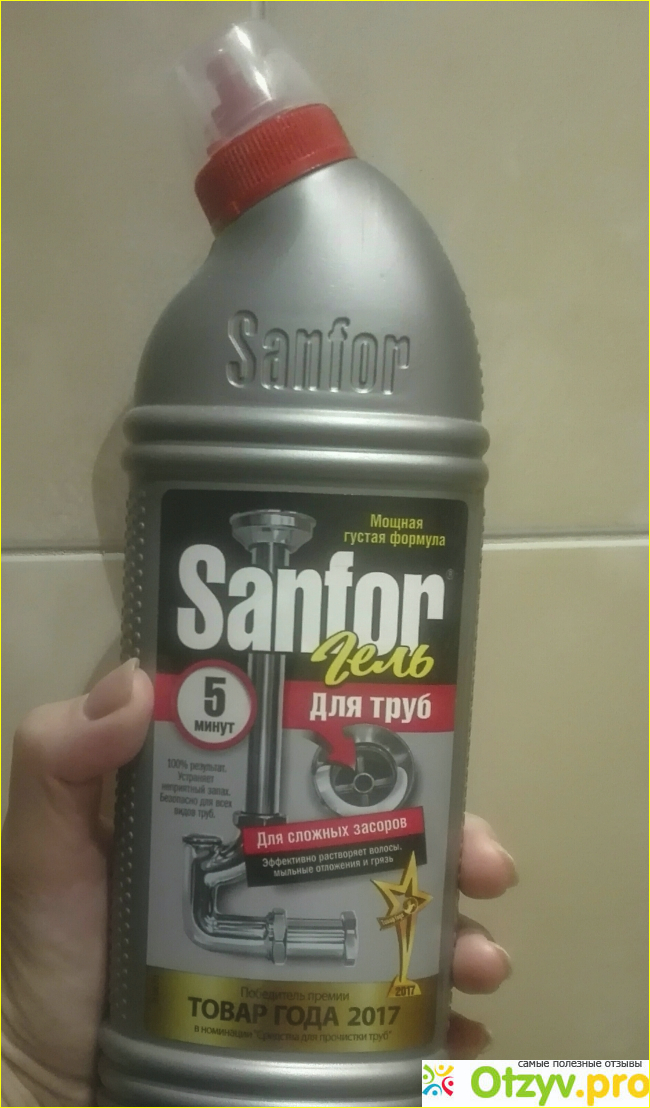 Sanfor
Мощная
густая формула
Sanfor®
Гель
5
минут
Для труб
100% результат.
Устраняет
неприятный запах.
Безопасно для всех
видов труб.
Для сложных засоров
Эффективно растворяет волосы,
мыльные отложения и грязь
2017
Победитель премии
ТОВАР ГОДА 2017
в номинации "Средства для прочистки труб"
самые полезные отзывы
Otzyv.pro